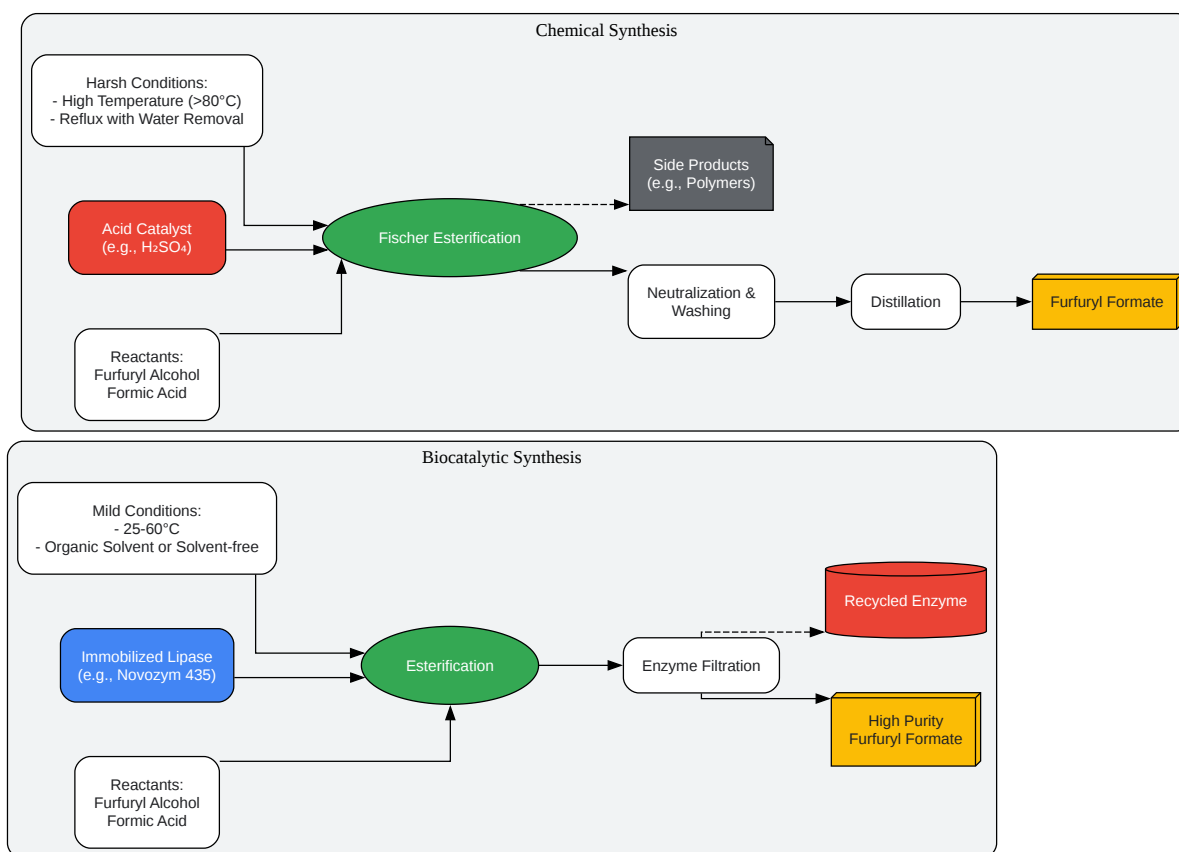 Chemical Synthesis
Harsh Conditions:
- High Temperature (>80°C)
- Reflux with Water Removal
Side Products
(e.g., Polymers)
Acid Catalyst
(e.g., H₂SO₄)
Fischer Esterification
Neutralization &
Washing
Distillation
Furfuryl Formate
Reactants:
Furfuryl Alcohol
Formic Acid
Biocatalytic Synthesis
Mild Conditions:
- 25-60°C
- Organic Solvent or Solvent-free
Recycled Enzyme
Immobilized Lipase
(e.g., Novozym 435)
Esterification
Enzyme Filtration
High Purity
Furfuryl Formate
Reactants:
Furfuryl Alcohol
Formic Acid